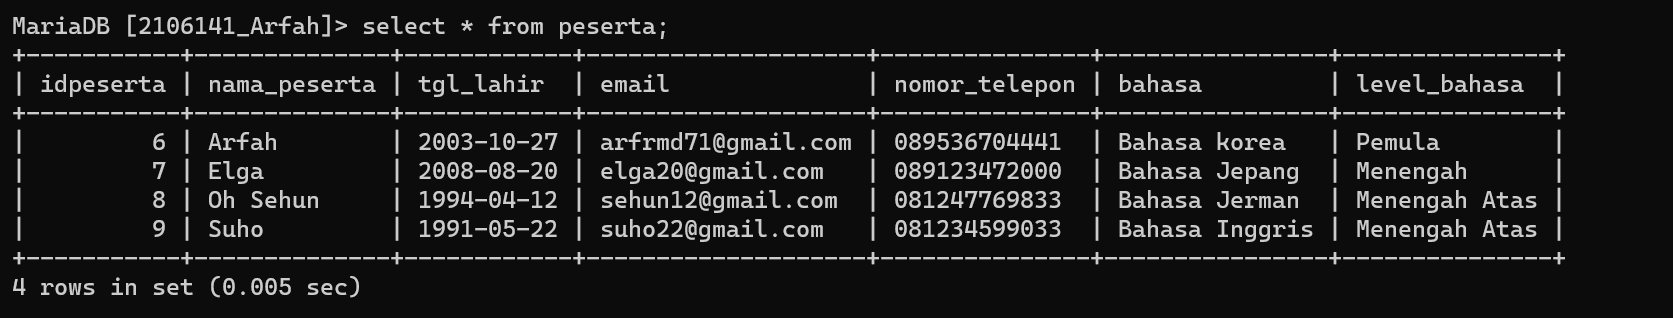 MariaDB [2106141_Arfah]> select * from peserta;
+-----------+--------------+------------+--------------------+---------------+----------------+---------------+
| idpeserta | nama_peserta | tgl_lahir  | email              | nomor_telepon | bahasa         | level_bahasa  |
+-----------+--------------+------------+--------------------+---------------+----------------+---------------+
|         6 | Arfah        | 2003-10-27 | arfrmd71@gmail.com | 089536704441  | Bahasa korea   | Pemula        |
|         7 | Elga         | 2008-08-20 | elga20@gmail.com   | 089123472000  | Bahasa Jepang  | Menengah      |
|         8 | Oh Sehun     | 1994-04-12 | sehun12@gmail.com  | 081247769833  | Bahasa Jerman  | Menengah Atas |
|         9 | Suho         | 1991-05-22 | suho22@gmail.com   | 081234599033  | Bahasa Inggris | Menengah Atas |
+-----------+--------------+------------+--------------------+---------------+----------------+---------------+
4 rows in set (0.005 sec)